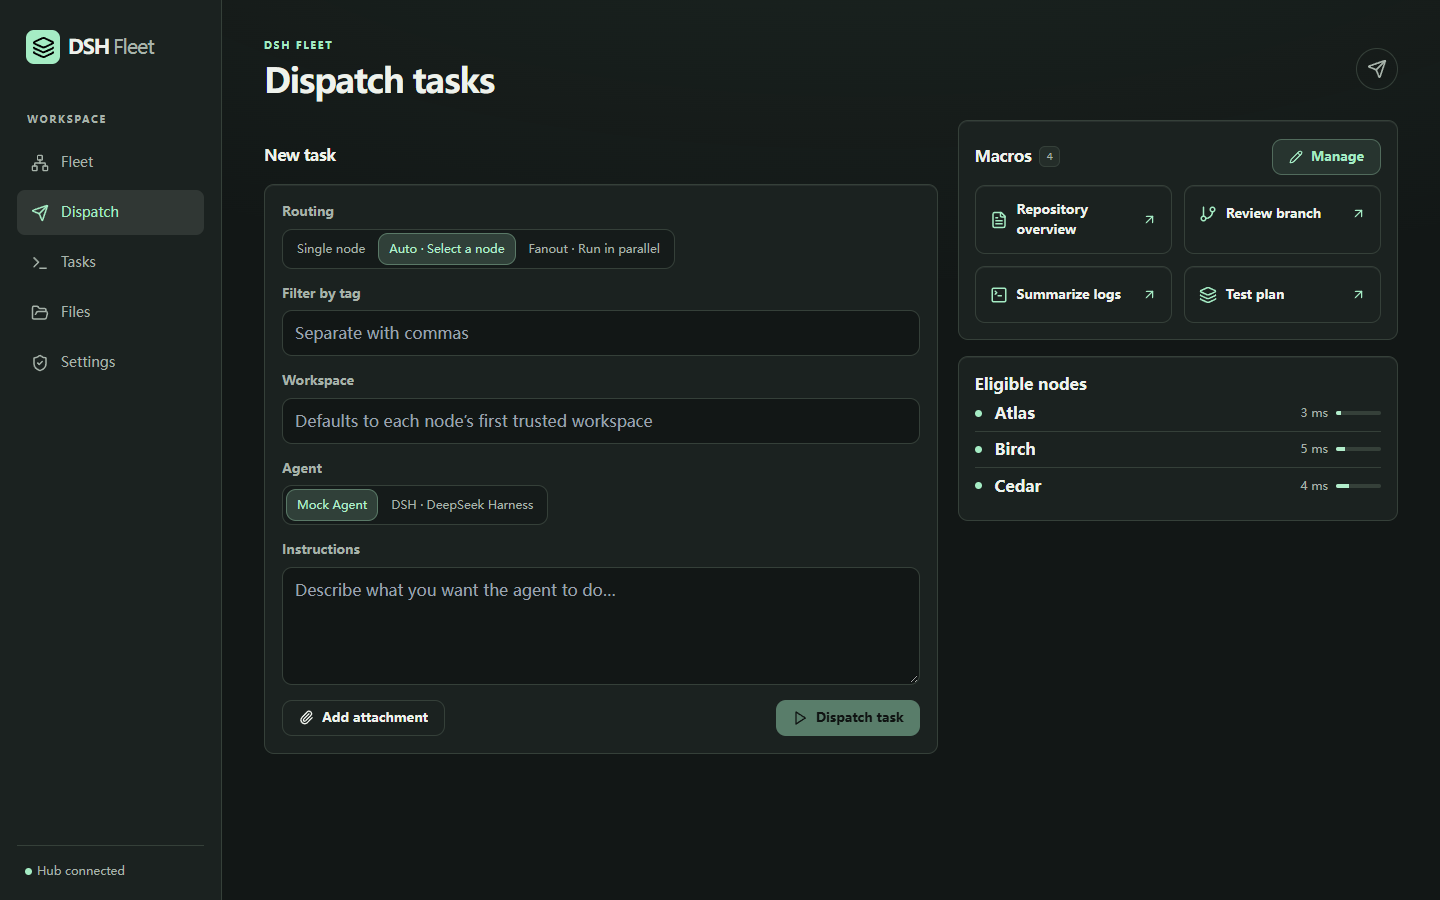 DSH Fleet
WORKSPACE
Fleet
Dispatch
Tasks
Files
Settings
Hub connected
DSH FLEET
Dispatch tasks
New task
Routing
Single node
Auto · Select a node
Fanout · Run in parallel
Filter by tag
Separate with commas
Workspace
Defaults to each node's first trusted workspace
Agent
Mock Agent
DSH · DeepSeek Harness
Instructions
Describe what you want the agent to do...
Add attachment
Dispatch task
Macros 4
Manage
Repository
overview
Review branch
Summarize logs
Test plan
Eligible nodes
Atlas 3 ms
Birch 5 ms
Cedar 4 ms